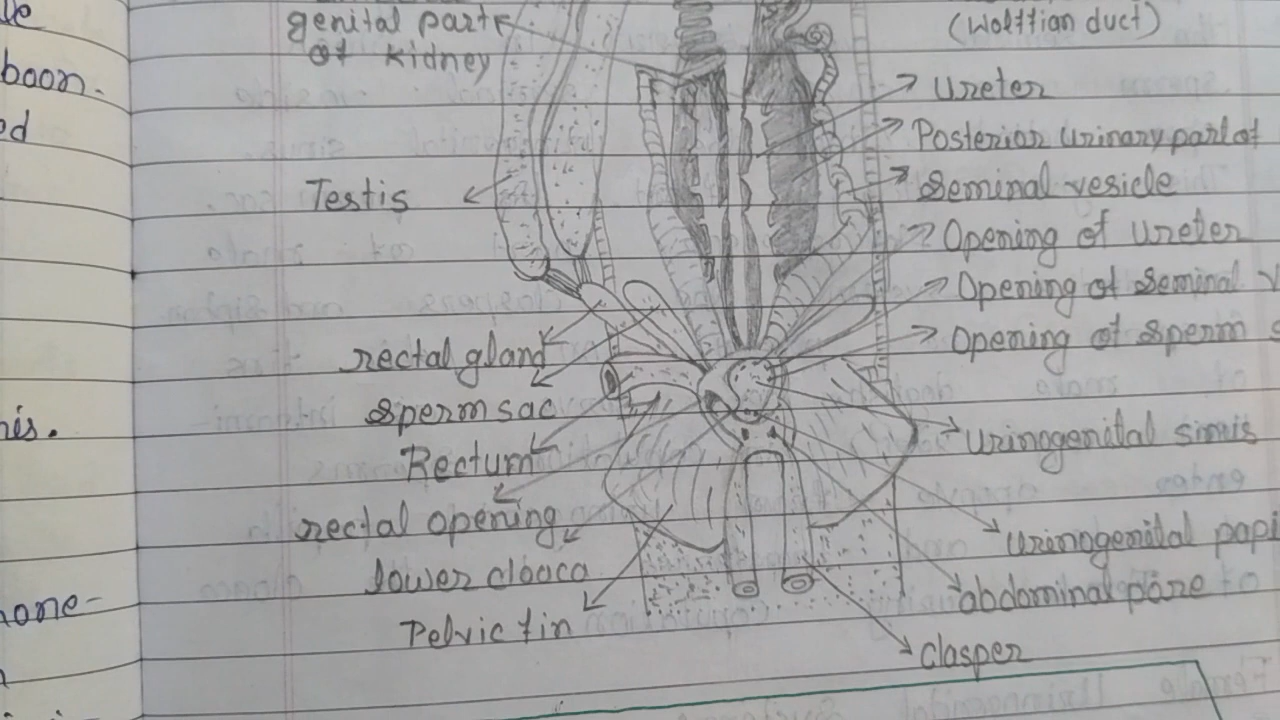 genital part
of kidney
(Wolffian duct)
boon.
ed
Ureter
Posterior Urinary part of
Seminal vesicle
Testis
Opening of Ureter
Opening of Seminal
Opening of Sperm
rectal gland
Sperm sac
Rectum
Urinogenital sinus
rectal opening
Urinogenital papi
lower cloaca
abdominal pore
Pelvic fin
clasper